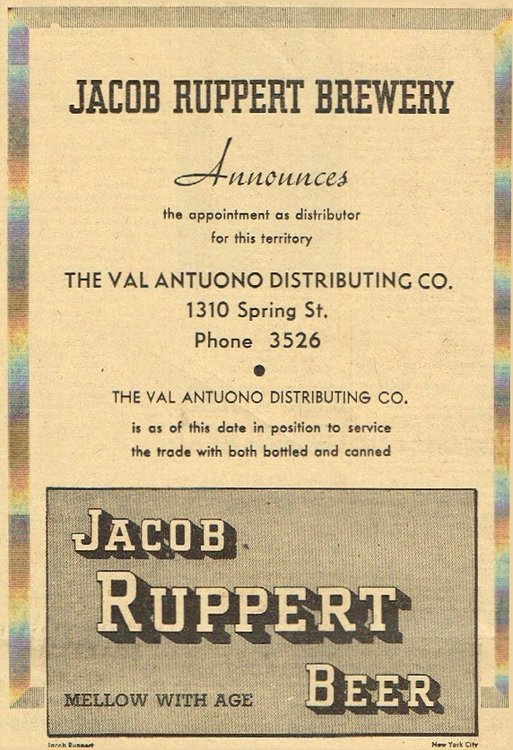 JACOB RUPPERT BREWERY
Announces
the appointment as distributor
for this territory
THE VAL ANTUONO DISTRIBUTING CO.
1310 Spring St.
Phone 3526
THE VAL ANTUONO DISTRIBUTING CO.
is as of this date in position to service
the trade with both bottled and canned
JACOB
RUPPERT
BEER
MELLOW WITH AGE
Jacob Ruppert
New York City